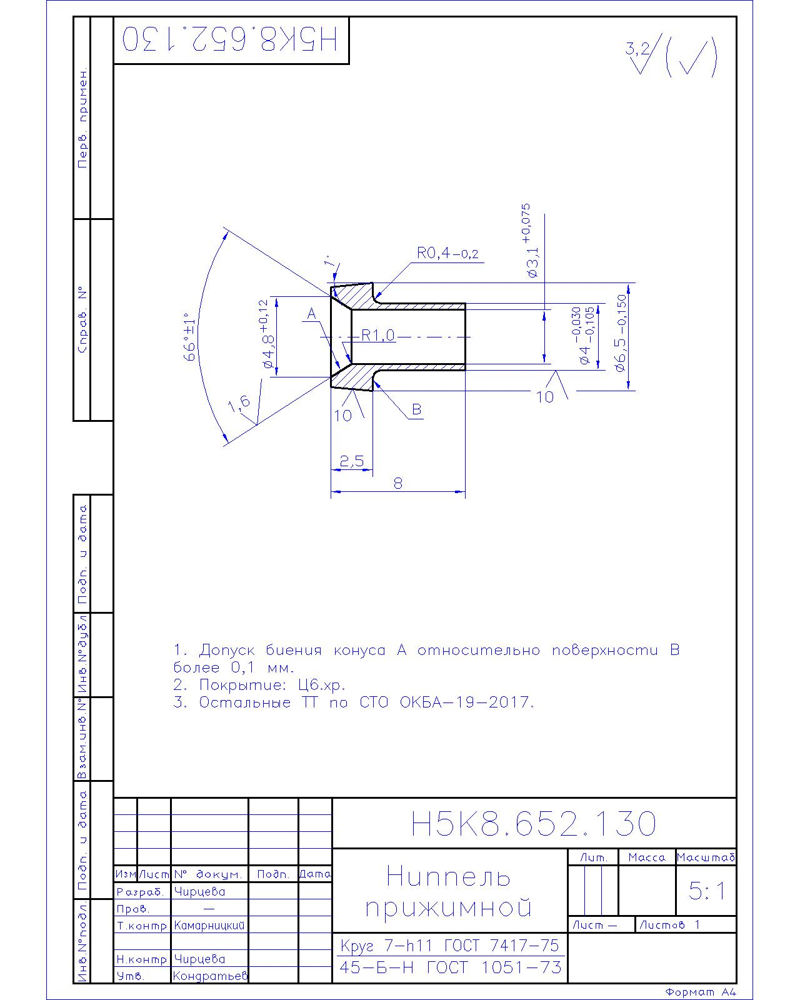 Н5К8.652.130
3,2
Перв. примен.
Справ. N°
Подп. и дата
Инв.N°дубл
Взам.инв.N°
Подп. и дата
Инв.N°подл.
1°
R0,4-0,2
Ø3,1 +0,075
66°±1°
Ø4,8 +0,12
A
R1,0
Ø4 -0,030 -0,105
Ø6,5-0,150
1,6
10
B
10
2,5
8
1. Допуск биения конуса А относительно поверхности В
более 0,1 мм.
2. Покрытие: Ц6.хр.
3. Остальные ТТ по СТО ОКБА-19-2017.
Н5К8.652.130
Изм Лист N° докум. Подп. Дата
Разраб. Чирцева
Пров. —
Т.контр Камарницкий
Н.контр Чирцева
Утв. Кондратьев
Ниппель
прижимной
Лит. Масса Масштаб
5:1
Лист — Листов 1
Круг 7-h11 ГОСТ 7417-75
45-Б-Н ГОСТ 1051-73
Формат А4